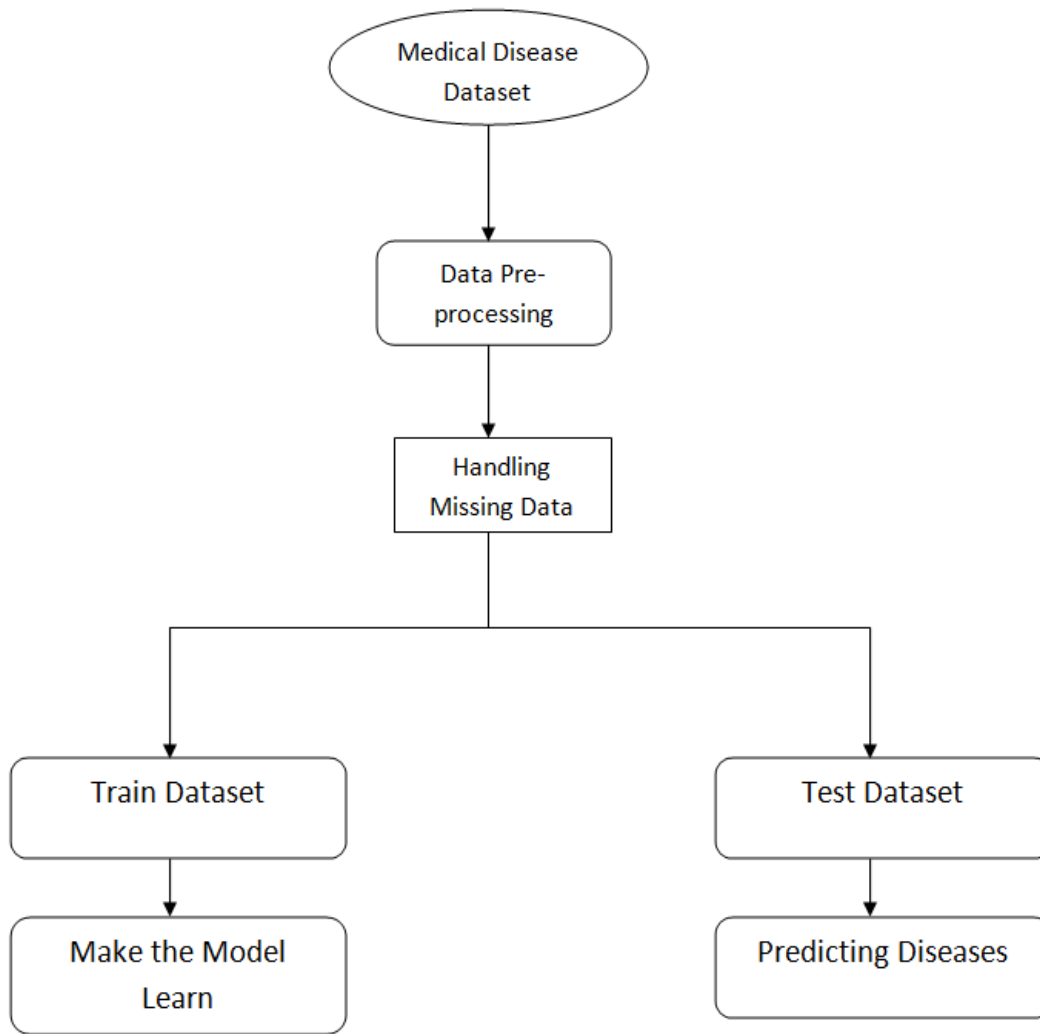 Medical Disease
Dataset
Data Pre-
processing
Handling
Missing Data
Train Dataset
Test Dataset
Make the Model
Learn
Predicting Diseases